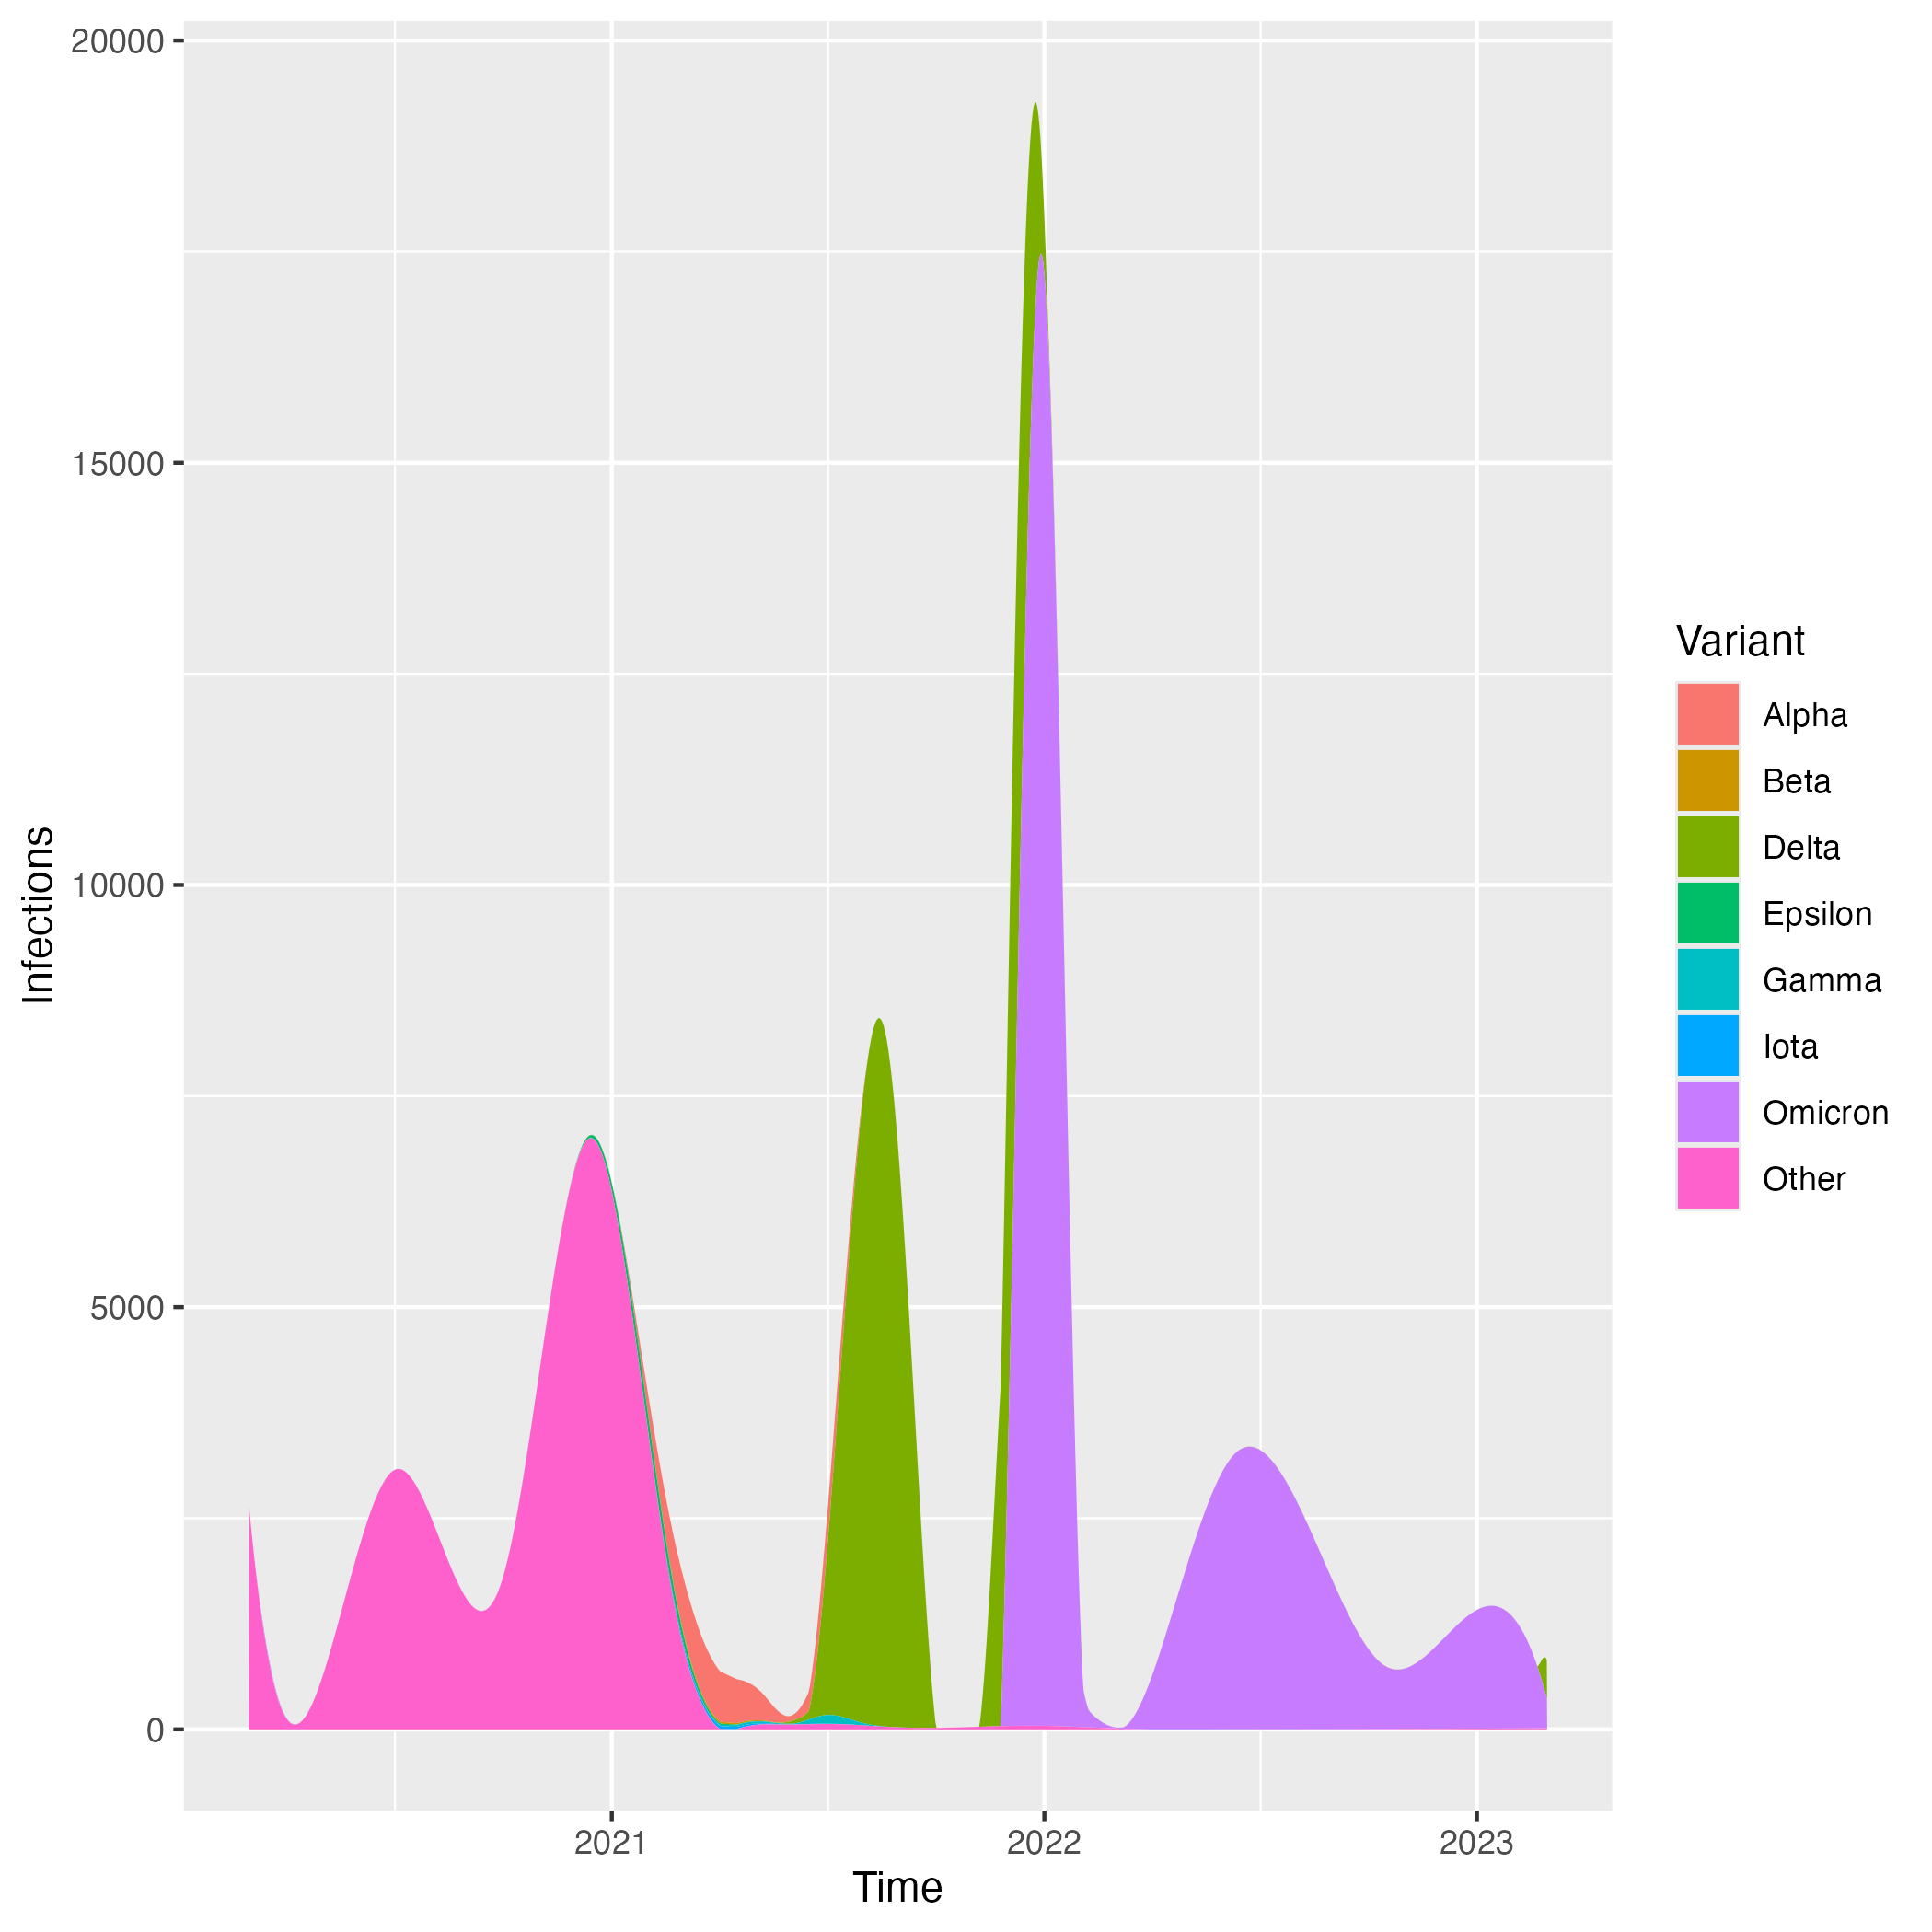 20000
15000
10000
5000
0
Infections
2021
2022
2023
Time
Variant
Alpha
Beta
Delta
Epsilon
Gamma
Iota
Omicron
Other